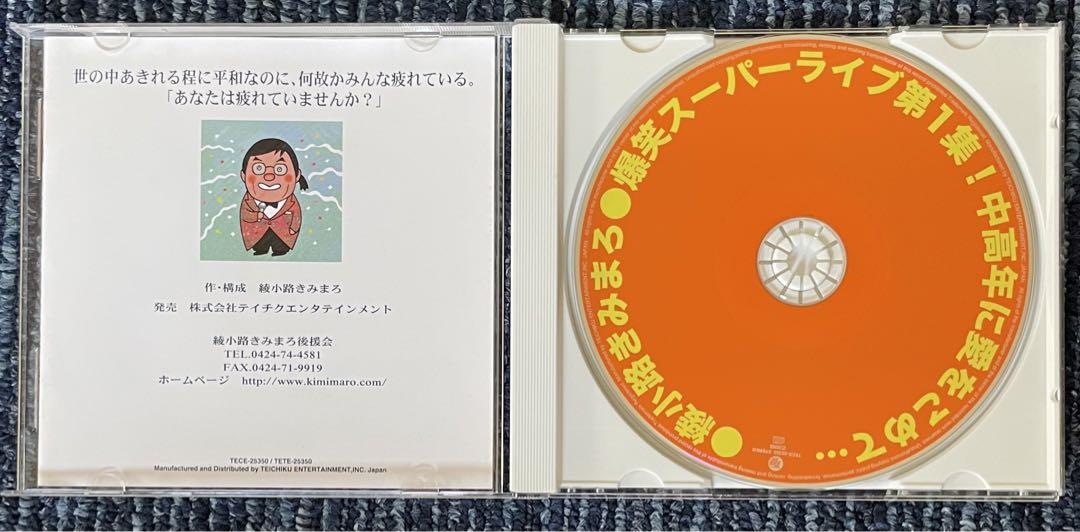 世の中あきれる程に平和なのに、何故かみんな疲れている。
「あなたは疲れていませんか？」
作・構成　綾小路きみまろ
発売　株式会社テイチクエンタテインメント
綾小路きみまろ後援会
TEL.0424-74-4581
FAX.0424-71-9919
ホームページ　http://www.kimimaro.com/
TECE-25350 / TETE-25350
Manufactured and Distributed by TEICHIKU ENTERTAINMENT,INC. Japan
●綾小路きみまろ●爆笑スーパーライブ第1集！中高年に愛をこめて…